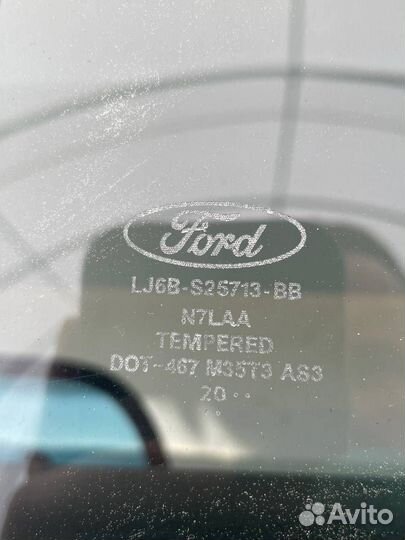 Ford
LJ6B-S25713-BB
N7LAA
TEMPERED
DOT-467 M35T3 AS3
20..
..
Avito